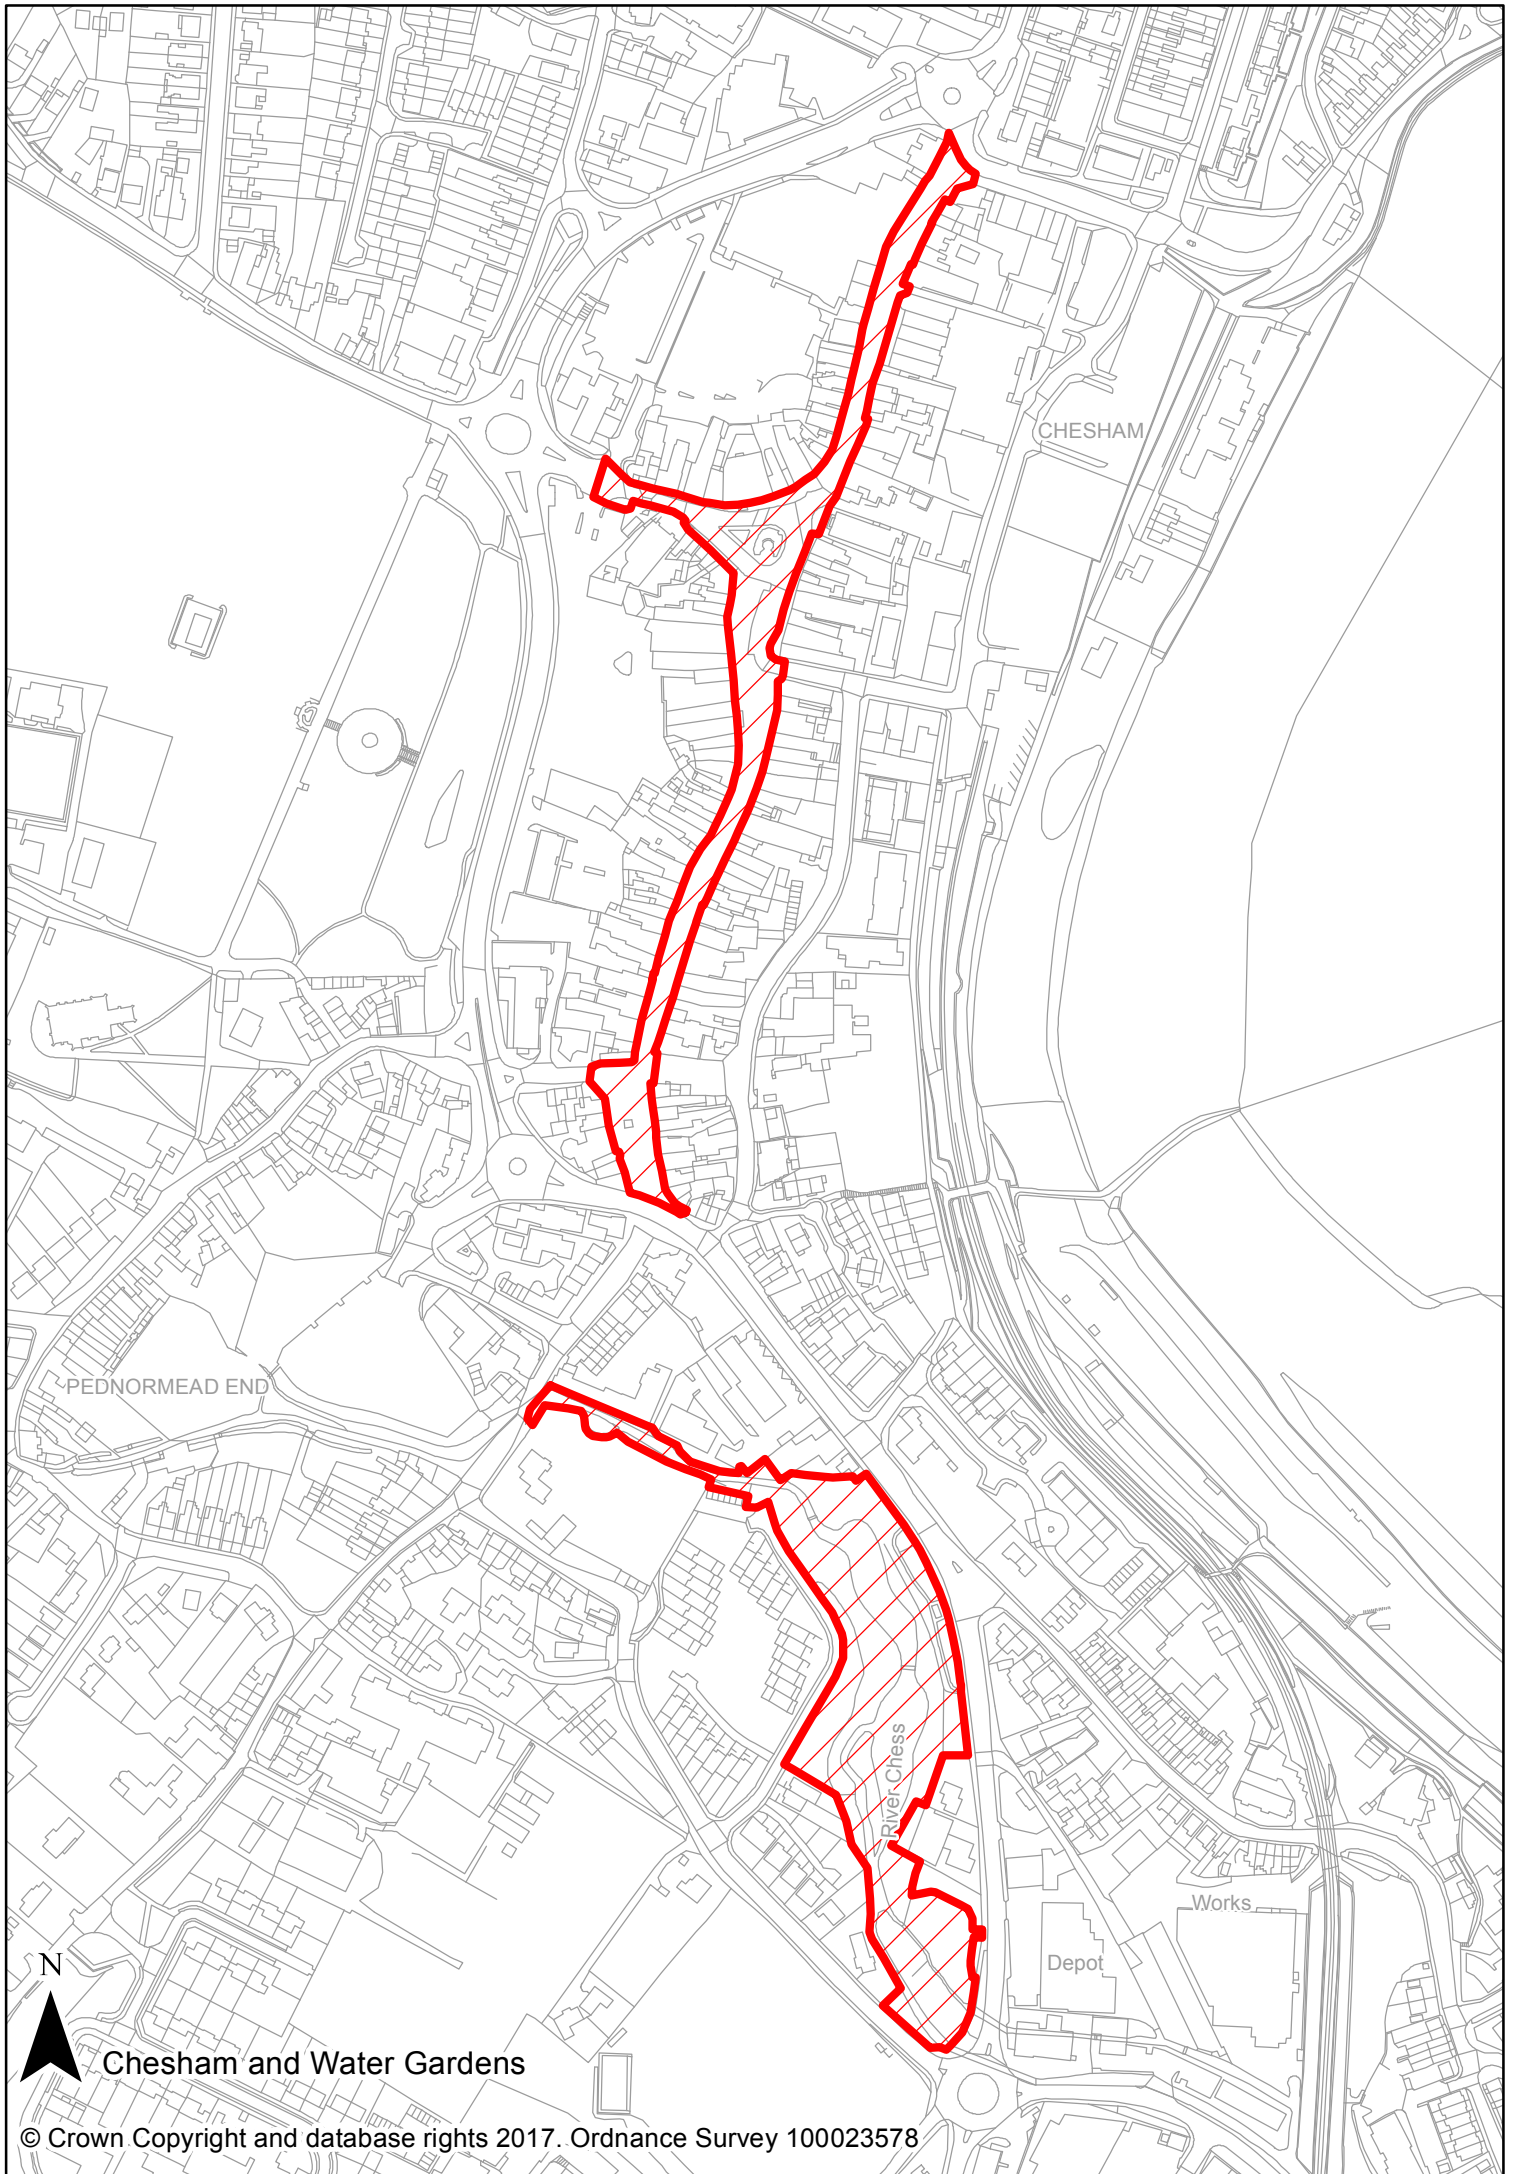 CHESHAM
PEDNORMEAD END
River Chess
Works
Depot
N
Chesham and Water Gardens
© Crown Copyright and database rights 2017. Ordnance Survey 100023578